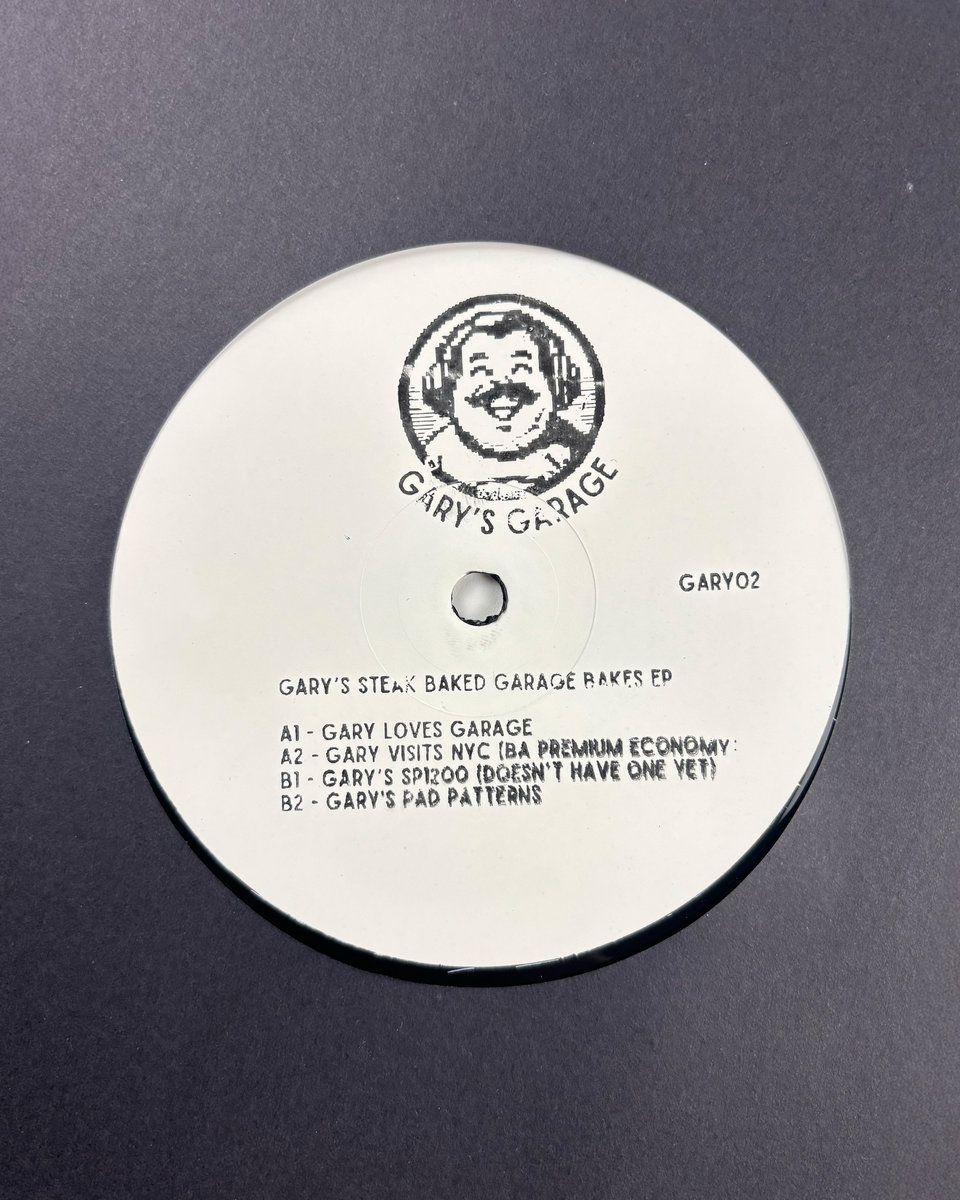 GARY'S GARAGE
GARY02
GARY'S STEAK BAKED GARAGE BAKES EP
A1 - GARY LOVES GARAGE
A2 - GARY VISITS NYC (BA PREMIUM ECONOMY)
B1 - GARY'S SP1200 (DOESN'T HAVE ONE YET)
B2 - GARY'S PAD PATTERNS